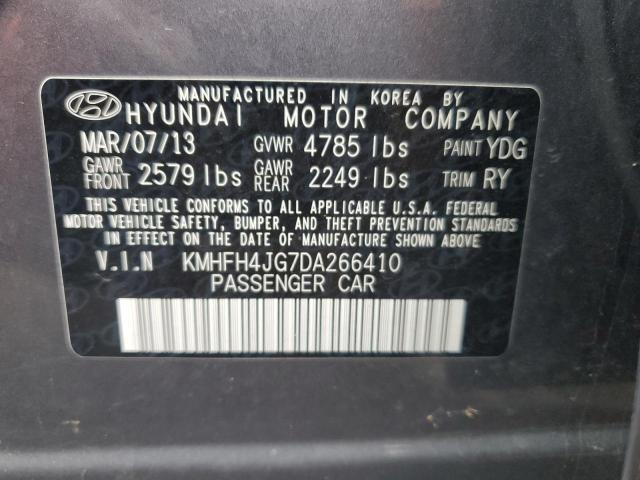 MANUFACTURED IN KOREA BY
HYUNDAI MOTOR COMPANY
MAR/07/13 GVWR 4785 lbs PAINT YDG
GAWR FRONT 2579 lbs GAWR REAR 2249 lbs TRIM RY
THIS VEHICLE CONFORMS TO ALL APPLICABLE U.S.A. FEDERAL
MOTOR VEHICLE SAFETY, BUMPER, AND THEFT PREVENTION STANDARDS
IN EFFECT ON THE DATE OF MANUFACTURE SHOWN ABOVE.
V.I.N KMHFH4JG7DA266410
PASSENGER CAR